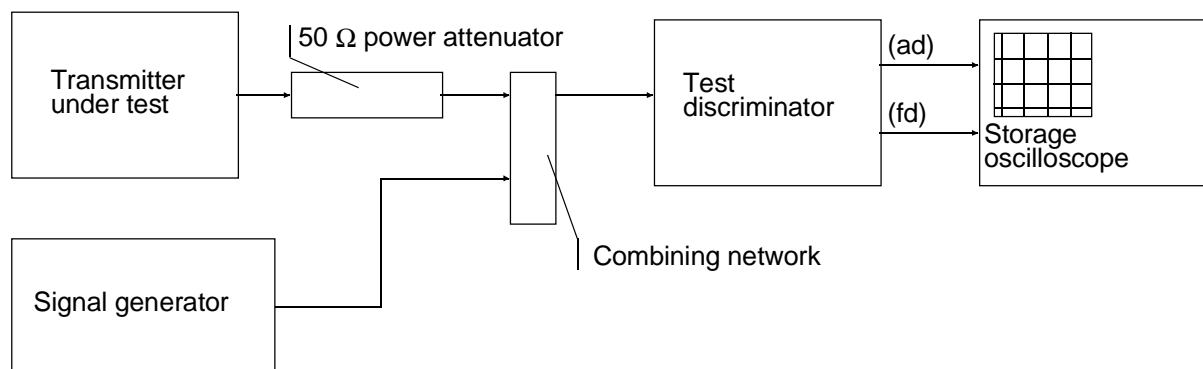 50 Ω power attenuator
Transmitter
under test
Test
discriminator
(ad)
(fd)
Storage
oscilloscope
Combining network
Signal generator